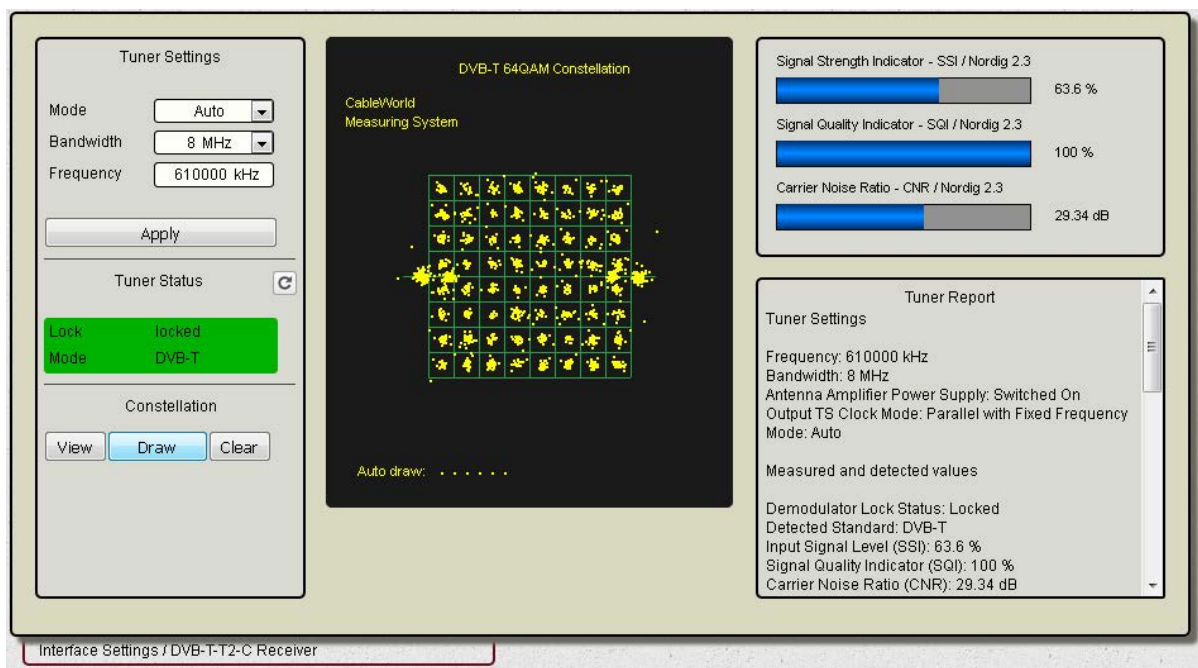 Tuner Settings
Mode Auto
Bandwidth 8 MHz
Frequency 610000 kHz
Apply
Tuner Status
Lock locked
Mode DVB-T
Constellation
View Draw Clear
DVB-T 64QAM Constellation
CableWorld
Measuring System
Auto draw: . . . . . .
Signal Strength Indicator - SSI / Nordig 2.3
63.6 %
Signal Quality Indicator - SQI / Nordig 2.3
100 %
Carrier Noise Ratio - CNR / Nordig 2.3
29.34 dB
Tuner Report
Tuner Settings
Frequency: 610000 kHz
Bandwidth: 8 MHz
Antenna Amplifier Power Supply: Switched On
Output TS Clock Mode: Parallel with Fixed Frequency
Mode: Auto
Measured and detected values
Demodulator Lock Status: Locked
Detected Standard: DVB-T
Input Signal Level (SSI): 63.6 %
Signal Quality Indicator (SQI): 100 %
Carrier Noise Ratio (CNR): 29.34 dB
Interface Settings / DVB-T-T2-C Receiver